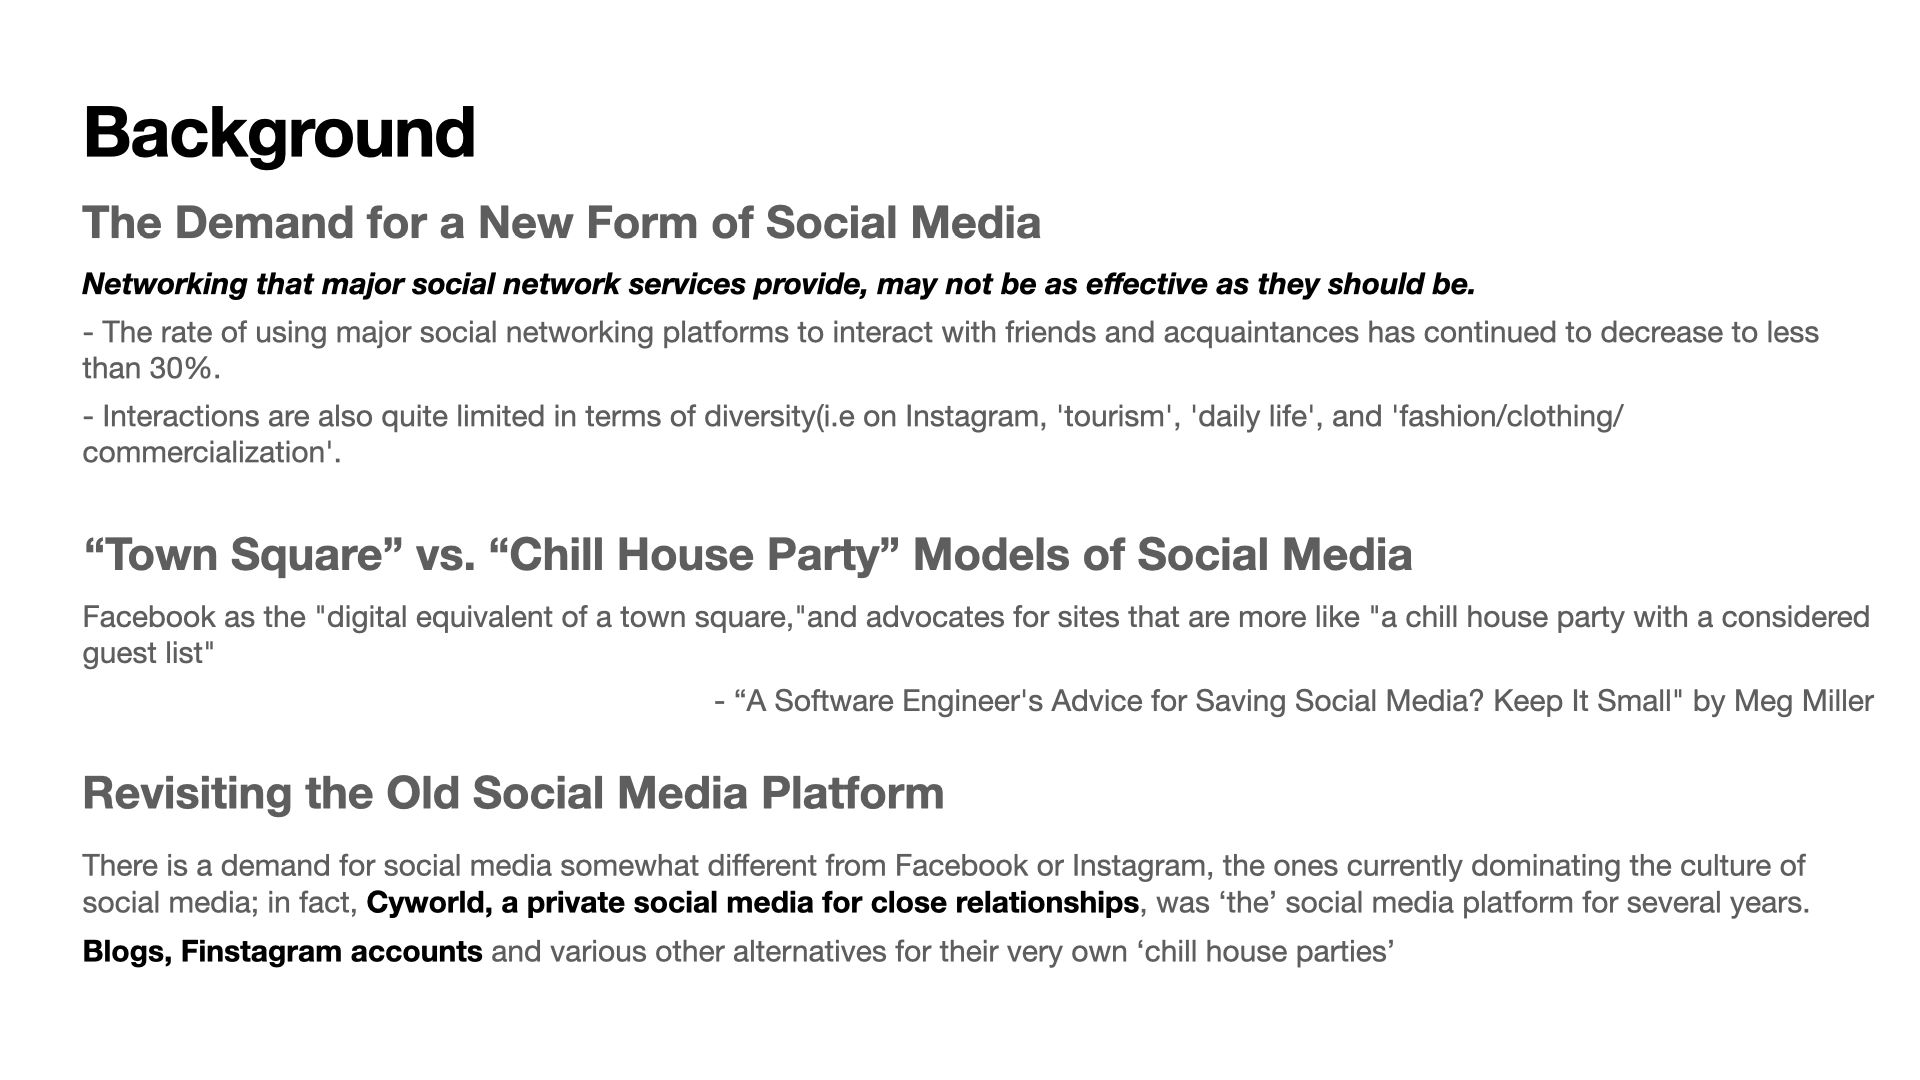 Background
The Demand for a New Form of Social Media
Networking that major social network services provide, may not be as effective as they should be.
- The rate of using major social networking platforms to interact with friends and acquaintances has continued to decrease to less
than 30%.
- Interactions are also quite limited in terms of diversity(i.e on Instagram, 'tourism', 'daily life', and 'fashion/clothing/
commercialization'.
“Town Square” vs. “Chill House Party” Models of Social Media
Facebook as the "digital equivalent of a town square,"and advocates for sites that are more like "a chill house party with a considered
guest list"
- “A Software Engineer's Advice for Saving Social Media? Keep It Small" by Meg Miller
Revisiting the Old Social Media Platform
There is a demand for social media somewhat different from Facebook or Instagram, the ones currently dominating the culture of
social media; in fact, Cyworld, a private social media for close relationships, was ‘the’ social media platform for several years.
Blogs, Finstagram accounts and various other alternatives for their very own ‘chill house parties’